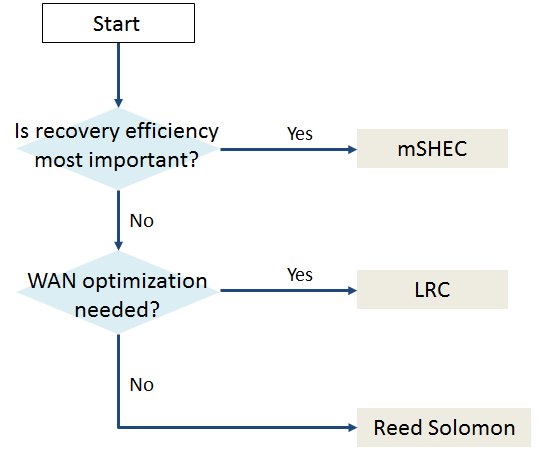 Start
Is recovery efficiency
most important?
Yes
mSHEC
No
WAN optimization
needed?
Yes
LRC
No
Reed Solomon